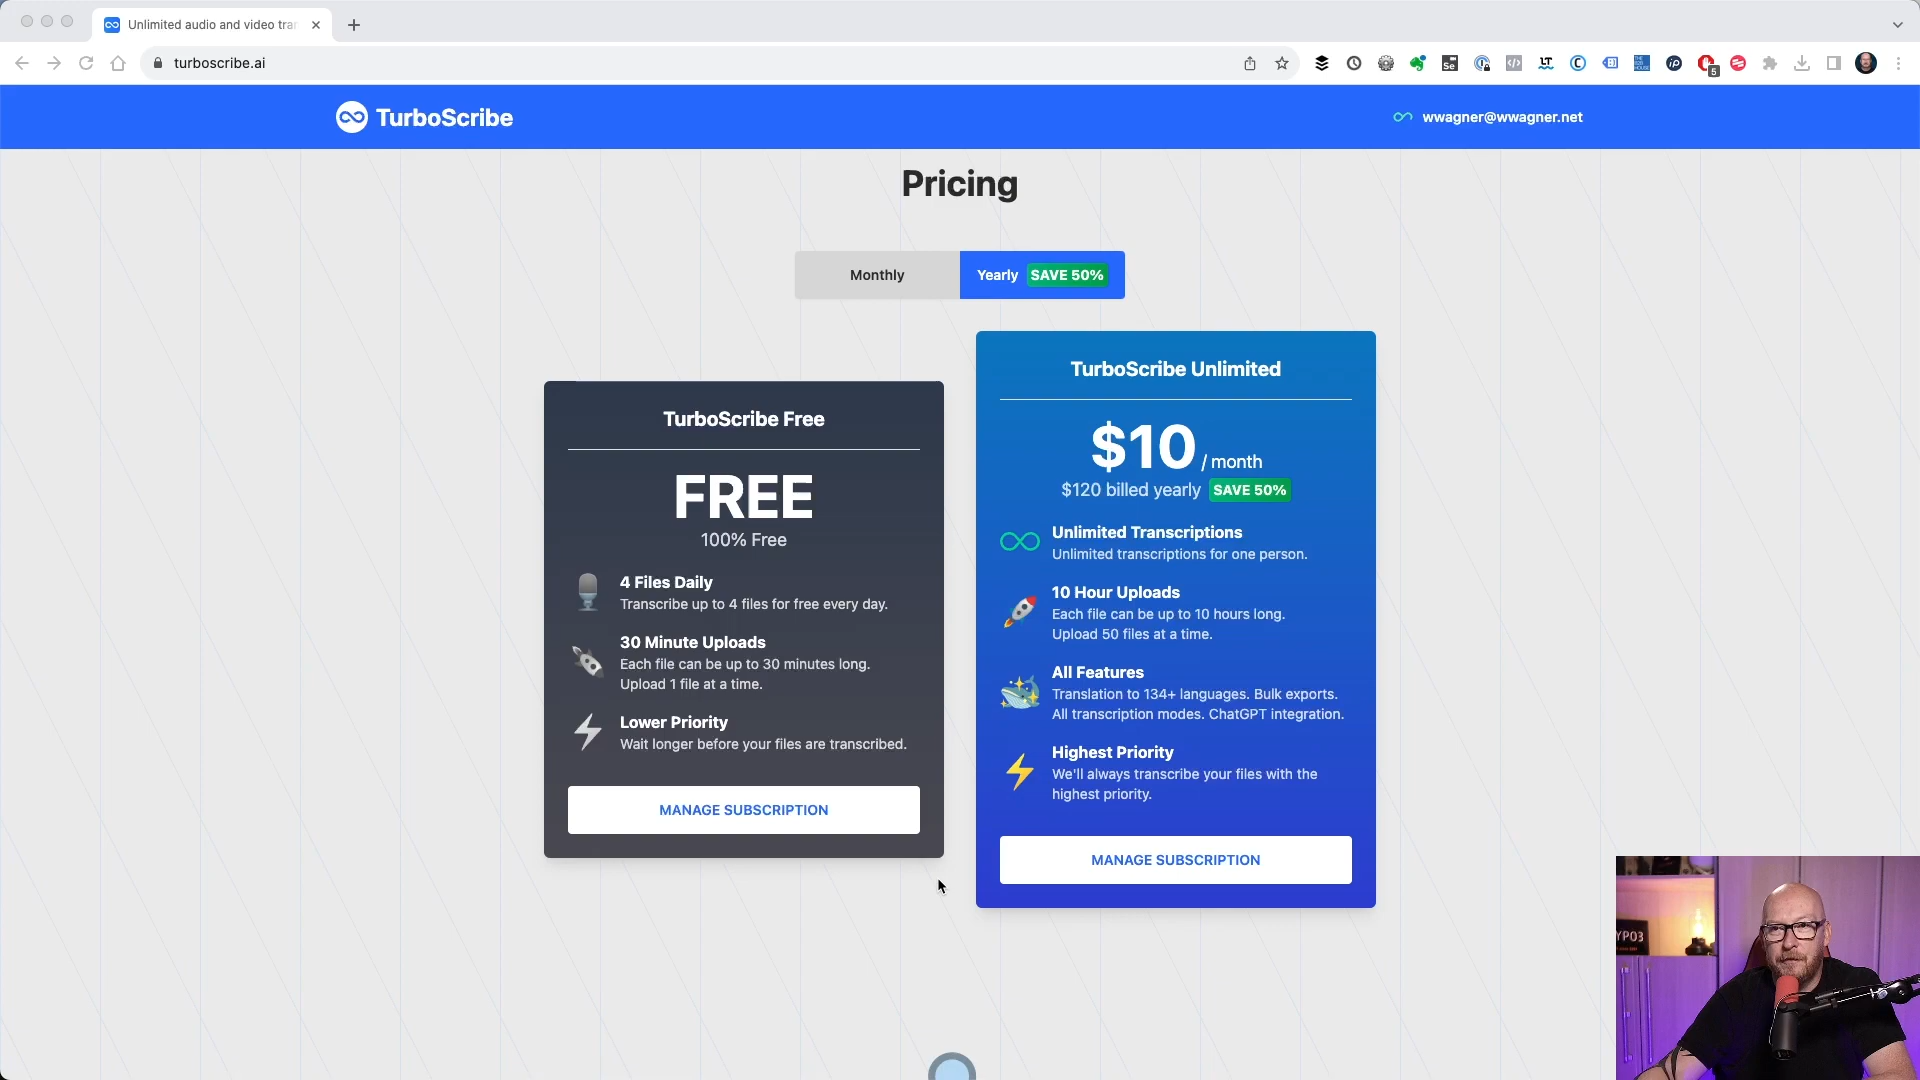 Unlimited audio and video tra
turboscribe.ai
5
TurboScribe
wwagner@wwagner.net
Pricing
Monthly
Yearly SAVE 50%
TurboScribe Free
FREE
100% Free
4 Files Daily
Transcribe up to 4 files for free every day.
30 Minute Uploads
Each file can be up to 30 minutes long.
Upload 1 file at a time.
Lower Priority
Wait longer before your files are transcribed.
MANAGE SUBSCRIPTION
TurboScribe Unlimited
$10 / month
$120 billed yearly SAVE 50%
Unlimited Transcriptions
Unlimited transcriptions for one person.
10 Hour Uploads
Each file can be up to 10 hours long.
Upload 50 files at a time.
All Features
Translation to 134+ languages. Bulk exports.
All transcription modes. ChatGPT integration.
Highest Priority
We'll always transcribe your files with the
highest priority.
MANAGE SUBSCRIPTION
YPO3